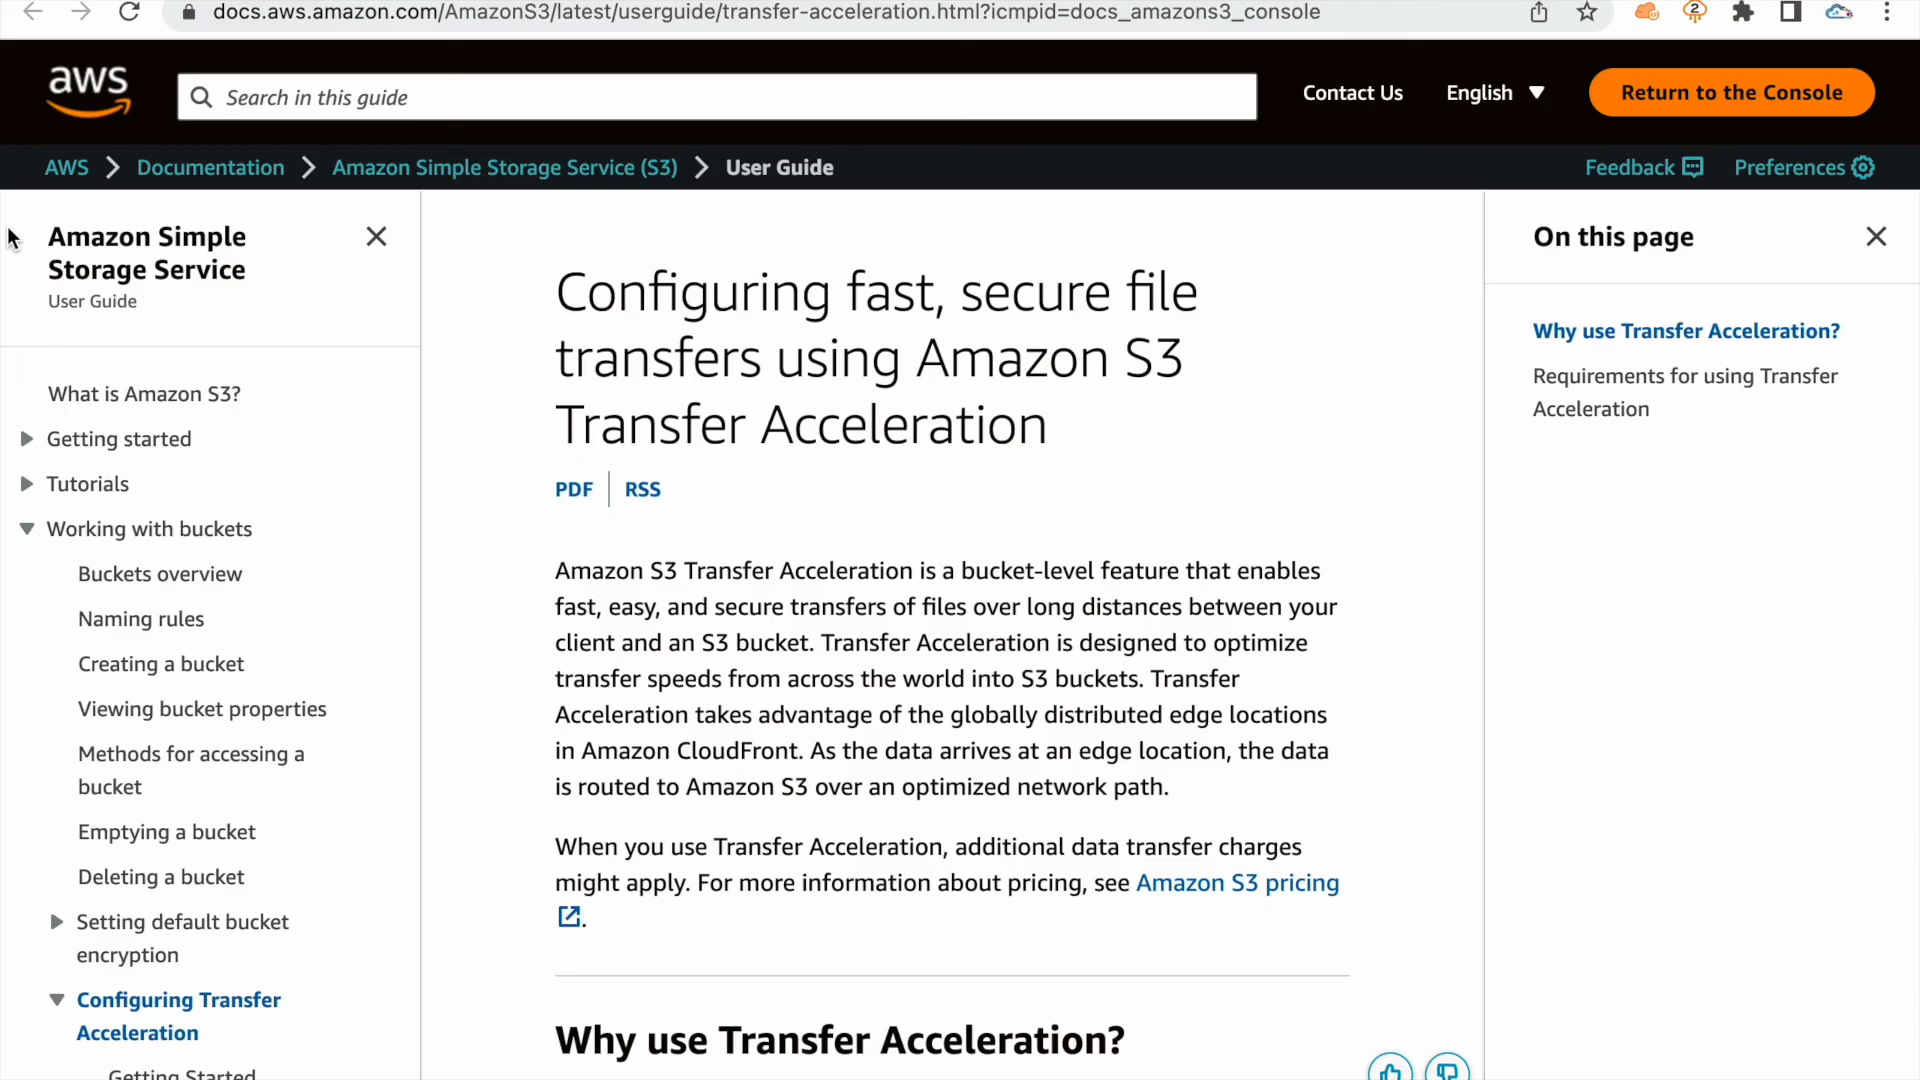 docs.aws.amazon.com/AmazonS3/latest/userguide/transfer-acceleration.html?icmpid=docs_amazons3_console
2
aws
Search in this guide
Contact Us
English
Return to the Console
AWS
Documentation
Amazon Simple Storage Service (S3)
User Guide
Feedback
Preferences
Amazon Simple
Storage Service
User Guide
What is Amazon S3?
Getting started
Tutorials
Working with buckets
Buckets overview
Naming rules
Creating a bucket
Viewing bucket properties
Methods for accessing a
bucket
Emptying a bucket
Deleting a bucket
Setting default bucket
encryption
Configuring Transfer
Acceleration
Getting Started
Configuring fast, secure file
transfers using Amazon S3
Transfer Acceleration
PDF
RSS
Amazon S3 Transfer Acceleration is a bucket-level feature that enables
fast, easy, and secure transfers of files over long distances between your
client and an S3 bucket. Transfer Acceleration is designed to optimize
transfer speeds from across the world into S3 buckets. Transfer
Acceleration takes advantage of the globally distributed edge locations
in Amazon CloudFront. As the data arrives at an edge location, the data
is routed to Amazon S3 over an optimized network path.
When you use Transfer Acceleration, additional data transfer charges
might apply. For more information about pricing, see Amazon S3 pricing
.
Why use Transfer Acceleration?
On this page
Why use Transfer Acceleration?
Requirements for using Transfer
Acceleration